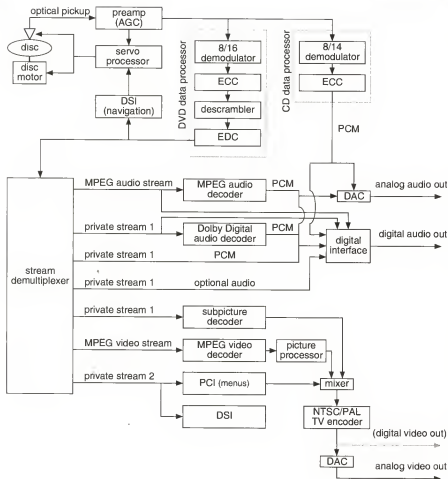 optical pickup
preamp
(AGC)
disc
disc
motor
servo
processor
DSI
(navigation)
DVD data processor
8/16
demodulator
ECC
descrambler
EDC
CD data processor
8/14
demodulator
ECC
PCM
stream
demultiplexer
MPEG audio stream
MPEG audio
decoder
PCM
DAC
analog audio out
private stream 1
Dolby Digital
audio decoder
PCM
digital
interface
digital audio out
private stream 1
PCM
private stream 1
optional audio
private stream 1
subpicture
decoder
MPEG video stream
MPEG video
decoder
picture
processor
private stream 2
PCI (menus)
mixer
DSI
NTSC/PAL
TV encoder
(digital video out)
DAC
analog video out